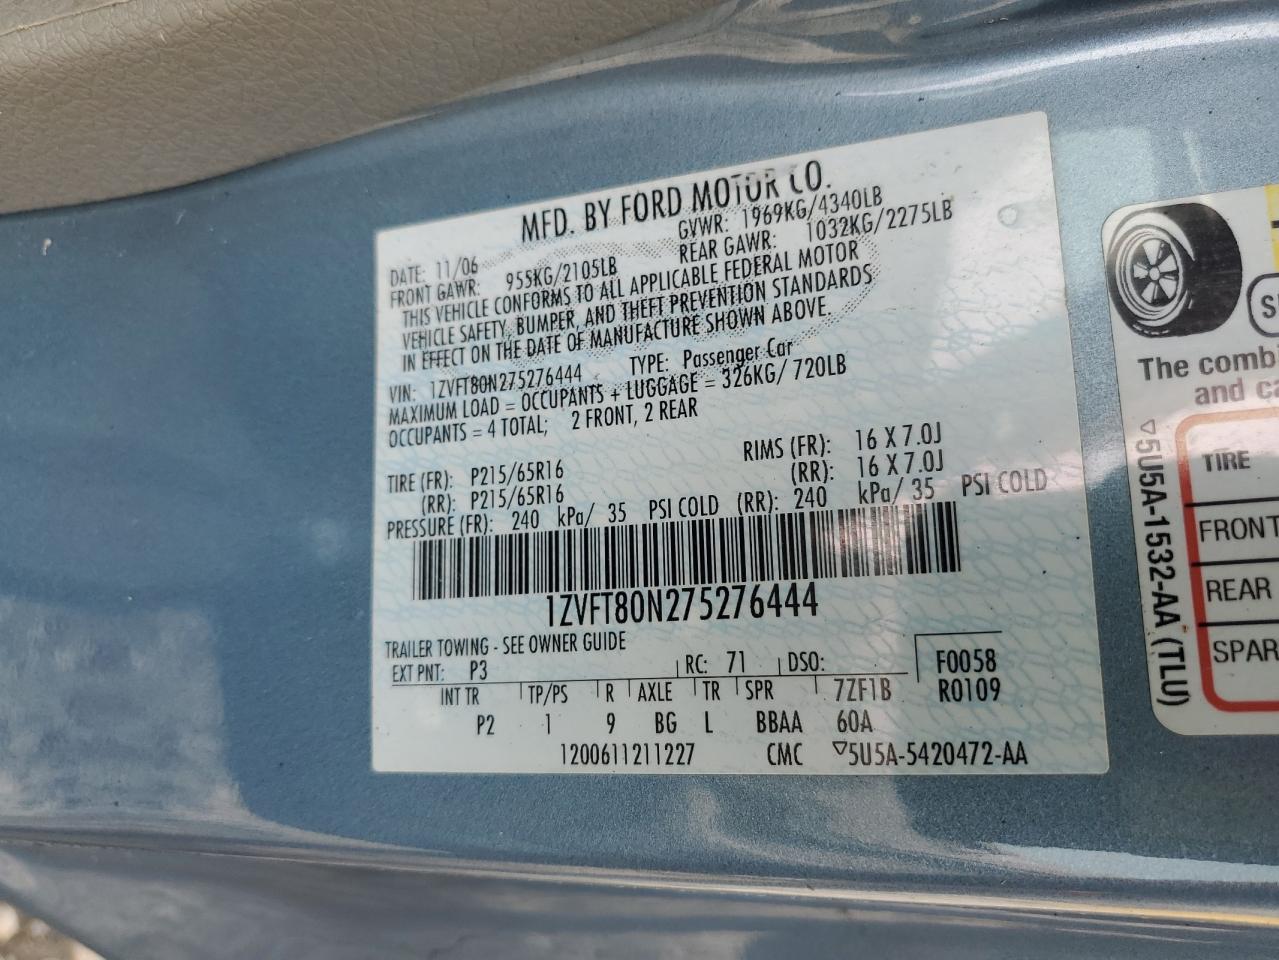 MFD. BY FORD MOTOR CO.
DATE: 11/06 GVWR: 1969KG/4340LB
FRONT GAWR: 955KG/2105LB REAR GAWR: 1032KG/2275LB
THIS VEHICLE CONFORMS TO ALL APPLICABLE FEDERAL MOTOR
VEHICLE SAFETY, BUMPER, AND THEFT PREVENTION STANDARDS
IN EFFECT ON THE DATE OF MANUFACTURE SHOWN ABOVE.
VIN: 1ZVFT80N275276444 TYPE: Passenger Car
MAXIMUM LOAD = OCCUPANTS + LUGGAGE = 326KG/ 720LB
OCCUPANTS = 4 TOTAL; 2 FRONT, 2 REAR
TIRE (FR): P215/65R16 RIMS (FR): 16 X 7.0J
(RR): P215/65R16 (RR): 16 X 7.0J
PRESSURE (FR): 240 kPa/ 35 PSI COLD (RR): 240 kPa/ 35 PSI COLD
1ZVFT80N275276444
TRAILER TOWING - SEE OWNER GUIDE
EXT PNT: P3 RC: 71 DSO: F0058
INT TR TP/PS R AXLE TR SPR 7ZF1B R0109
P2 1 9 BG L BBAA 60A
1200611211227 CMC ▽5U5A-5420472-AA
The combi
and ca
▽5U5A-1532-AA (TLU)
TIRE
FRONT
REAR
SPAR
S